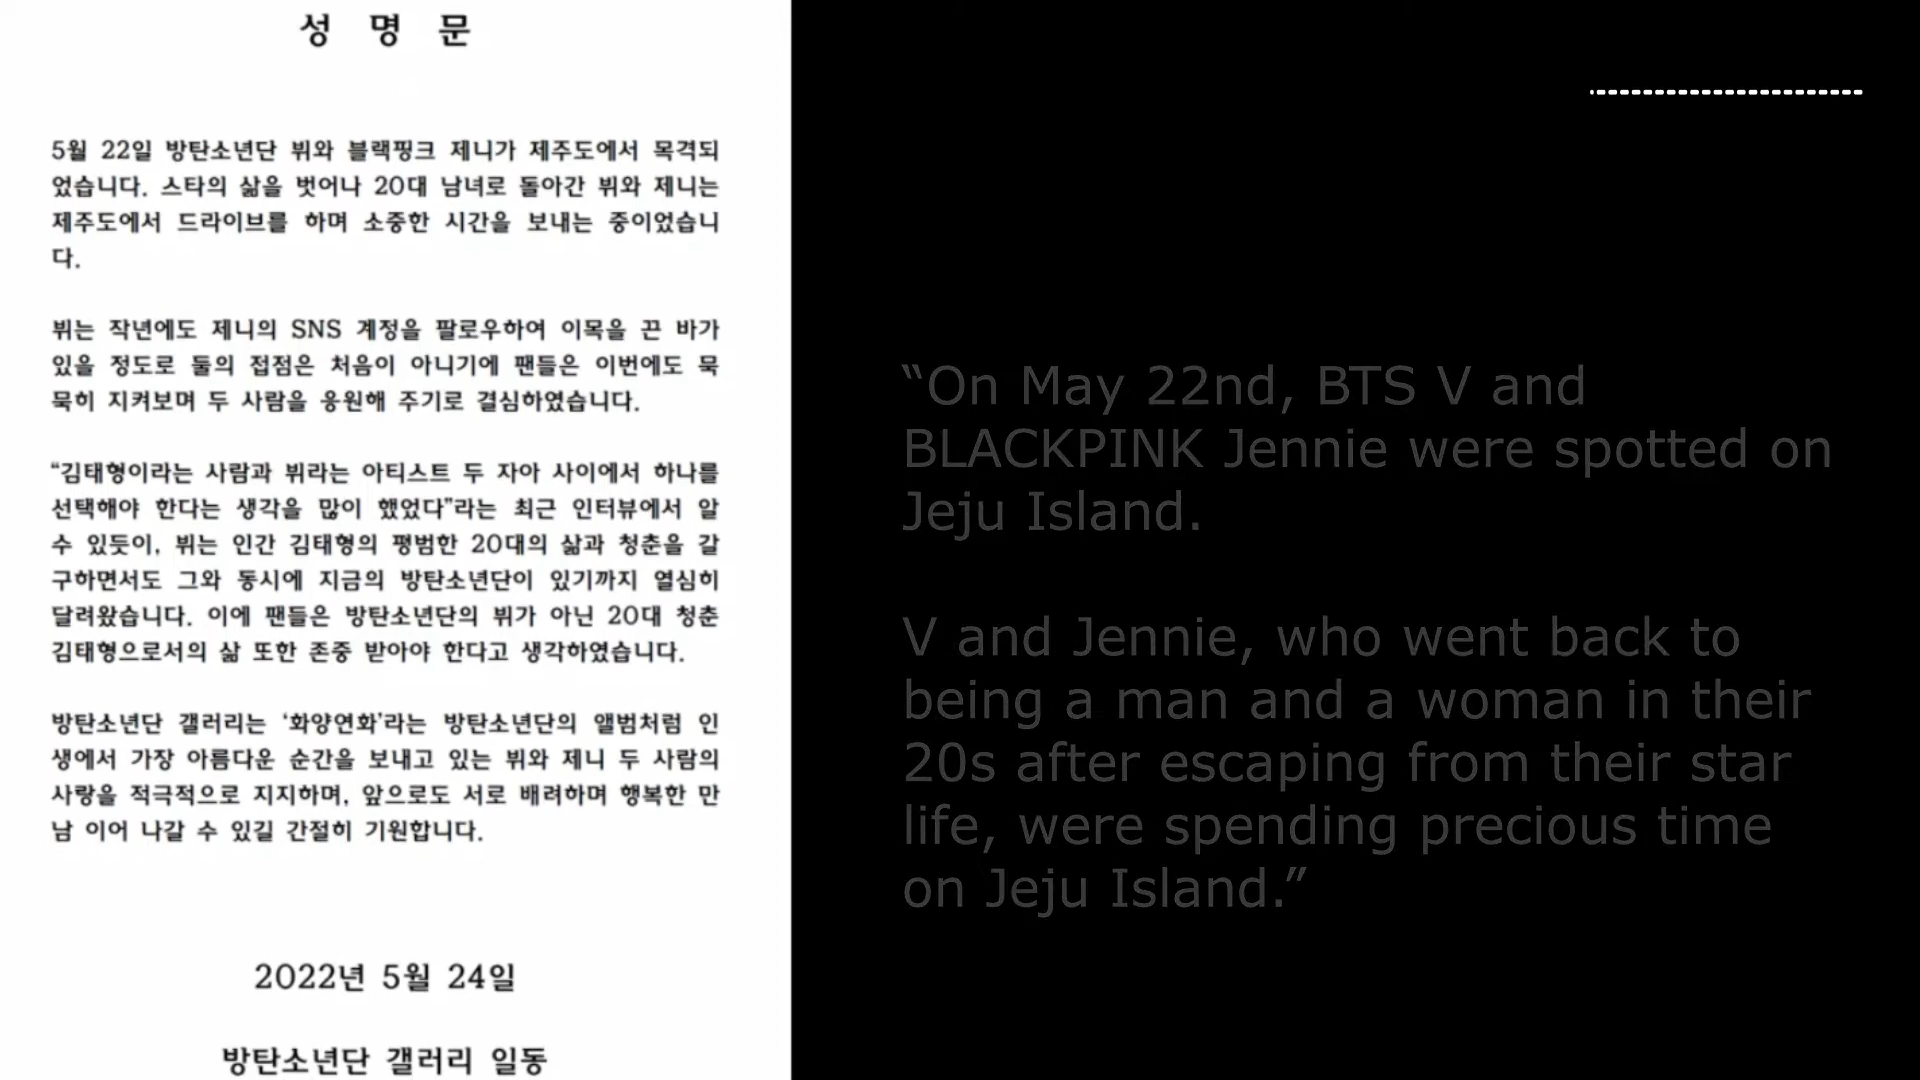 성 명 문
5월 22일 방탄소년단 뷔와 블랙핑크 제니가 제주도에서 목격되
었습니다. 스타의 삶을 벗어나 20대 남녀로 돌아간 뷔와 제니는
제주도에서 드라이브를 하며 소중한 시간을 보내는 중이었습니
다.
뷔는 작년에도 제니의 SNS 계정을 팔로우하여 이목을 끈 바가
있을 정도로 둘의 접점은 처음이 아니기에 팬들은 이번에도 묵
묵히 지켜보며 두 사람을 응원해 주기로 결심하였습니다.
“김태형이라는 사람과 뷔라는 아티스트 두 자아 사이에서 하나를
선택해야 한다는 생각을 많이 했었다”라는 최근 인터뷰에서 알
수 있듯이, 뷔는 인간 김태형의 평범한 20대의 삶과 청춘을 갈
구하면서도 그와 동시에 지금의 방탄소년단이 있기까지 열심히
달려왔습니다. 이에 팬들은 방탄소년단의 뷔가 아닌 20대 청춘
김태형으로서의 삶 또한 존중 받아야 한다고 생각하였습니다.
방탄소년단 갤러리는 ‘화양연화’라는 방탄소년단의 앨범처럼 인
생에서 가장 아름다운 순간을 보내고 있는 뷔와 제니 두 사람의
사랑을 적극적으로 지지하며, 앞으로도 서로 배려하며 행복한 만
남 이어 나갈 수 있길 간절히 기원합니다.
2022년 5월 24일
방탄소년단 갤러리 일동
“On May 22nd, BTS V and
BLACKPINK Jennie were spotted on
Jeju Island.
V and Jennie, who went back to
being a man and a woman in their
20s after escaping from their star
life, were spending precious time
on Jeju Island.”